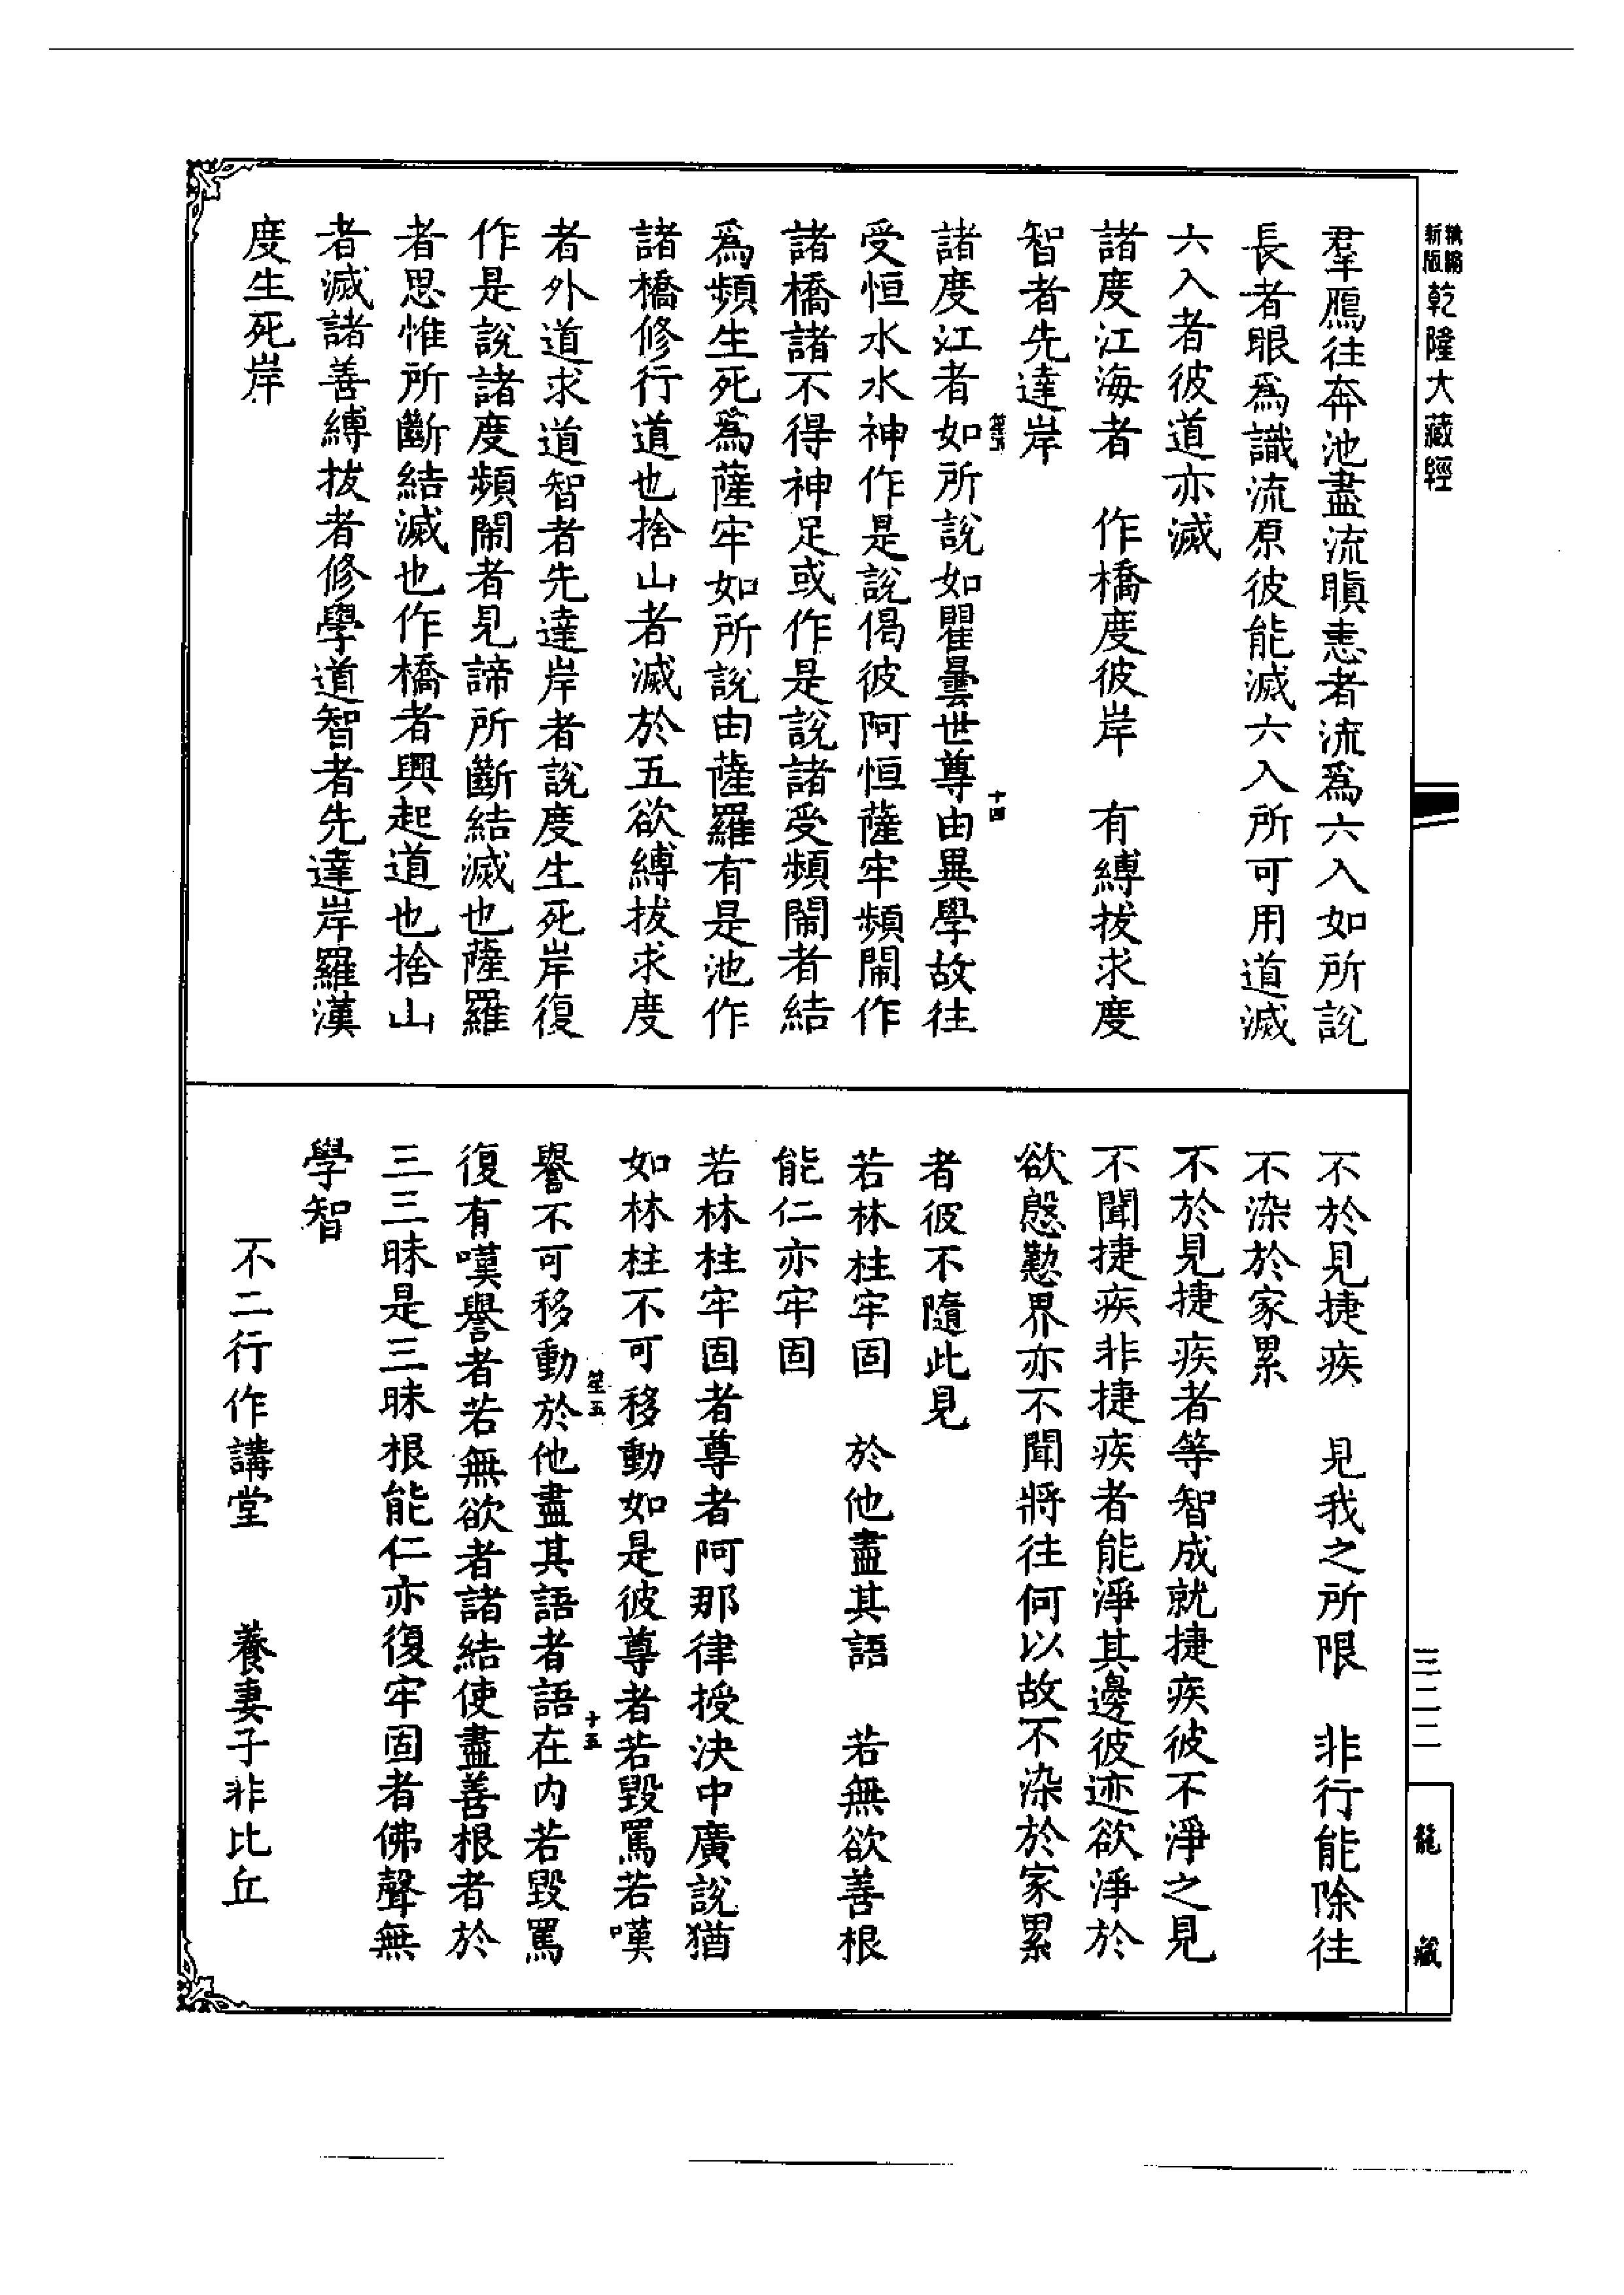 新編
新版
乾隆大藏經
羣鴈往奔池盡流瞋恚者流爲六入如所說
長者眼爲識流原彼能滅六入所可用道滅
六入者彼道亦滅
諸度江海者　作橋度彼岸　有縛拔求度
智者先達岸
諸度江者如所說如瞿曇世尊由異學故往
受恒水水神作是說偈彼阿恒薩牢頻鬧作
諸橋諸不得神足或作是說諸受頻鬧者結
爲頻生死爲薩牢如所說由薩羅有是池作
諸橋修行道也捨山者滅於五欲縛拔求度
者外道求道智者先達岸者說度生死岸復
作是說諸度頻鬧者見諦所斷結滅也薩羅
者思惟所斷結滅也作橋者興起道也捨山
者滅諸善縛拔者修學道智者先達岸羅漢
度生死岸
十四
不於見捷疾　見我之所限　非行能除往
不染於家累
不於見捷疾者等智成就捷疾彼不淨之見
不聞捷疾非捷疾者能淨其邊彼迹欲淨於
欲慇懃界亦不聞將往何以故不染於家累
者彼不隨此見
若林柱牢固　於他盡其語　若無欲善根
能仁亦牢固
若林柱牢固者尊者阿那律授決中廣說猶
如林柱不可移動如是彼尊者若毀罵若嘆
譽不可移動於他盡其語者語在内若毀罵
復有嘆譽者若無欲者諸結使盡善根者於
三三昧是三昧根能仁亦復牢固者佛聲無
學智
不二行作講堂　養妻子非比丘
笙五
十五
三二二
龍藏